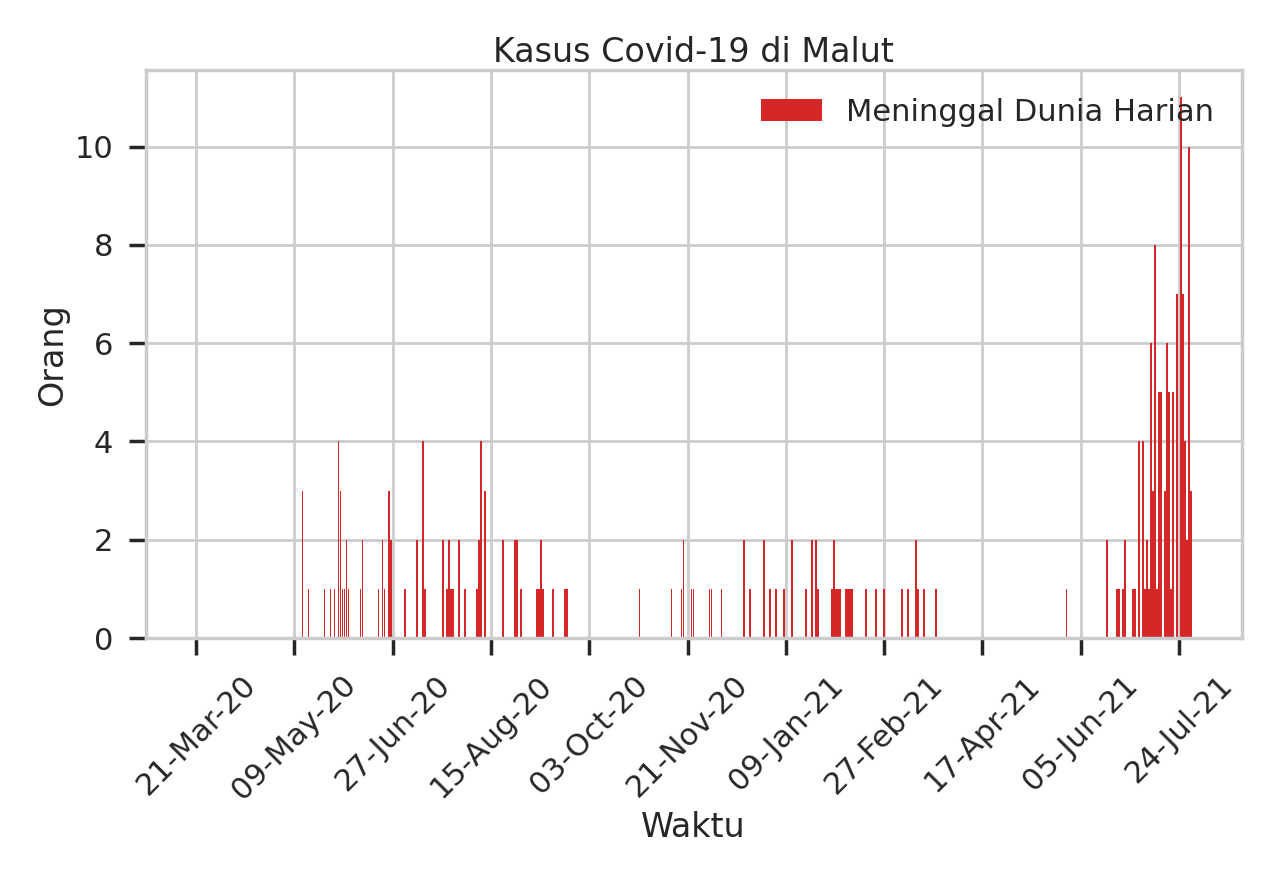 Kasus Covid-19 di Malut
Meninggal Dunia Harian
Orang
10
8
6
4
2
0
21-Mar-20
09-May-20
27-Jun-20
15-Aug-20
03-Oct-20
21-Nov-20
09-Jan-21
27-Feb-21
17-Apr-21
05-Jun-21
24-Jul-21
Waktu